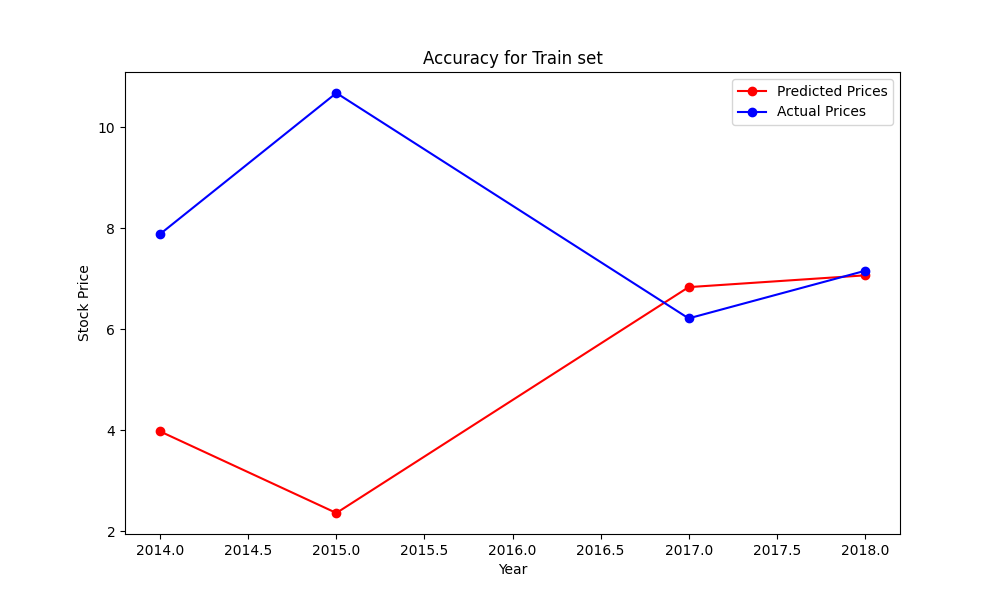 Accuracy for Train set
Predicted Prices
Actual Prices
Stock Price
10
8
6
4
2
2014.0 2014.5 2015.0 2015.5 2016.0 2016.5 2017.0 2017.5 2018.0
Year